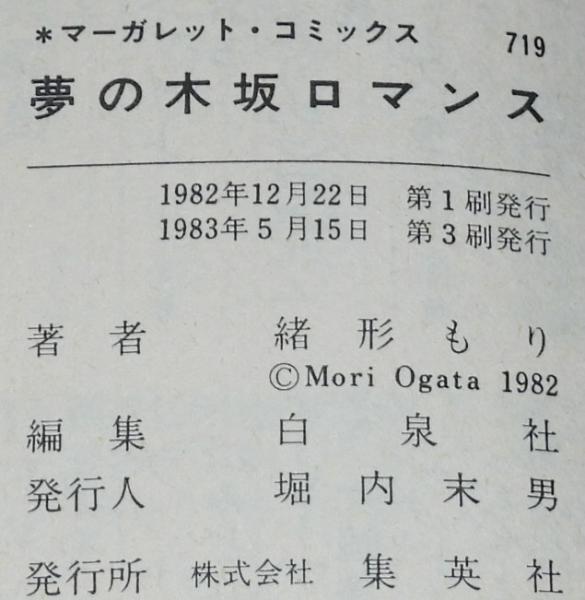 *マーガレット・コミックス 719
夢の木坂ロマンス
1982年12月22日 第1刷発行
1983年5月15日 第3刷発行
著者 緒形もり
©Mori Ogata 1982
編集 白泉社
発行人 堀内末男
発行所 株式会社 集英社